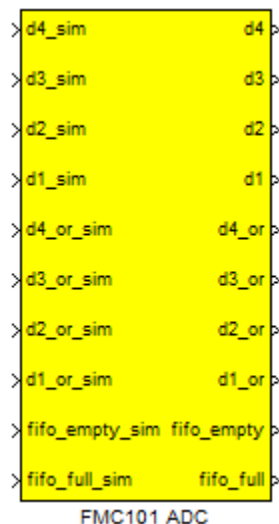 d4_sim d4
d3_sim d3
d2_sim d2
d1_sim d1
d4_or_sim d4_or
d3_or_sim d3_or
d2_or_sim d2_or
d1_or_sim d1_or
fifo_empty_sim fifo_empty
fifo_full_sim fifo_full
FMC101 ADC